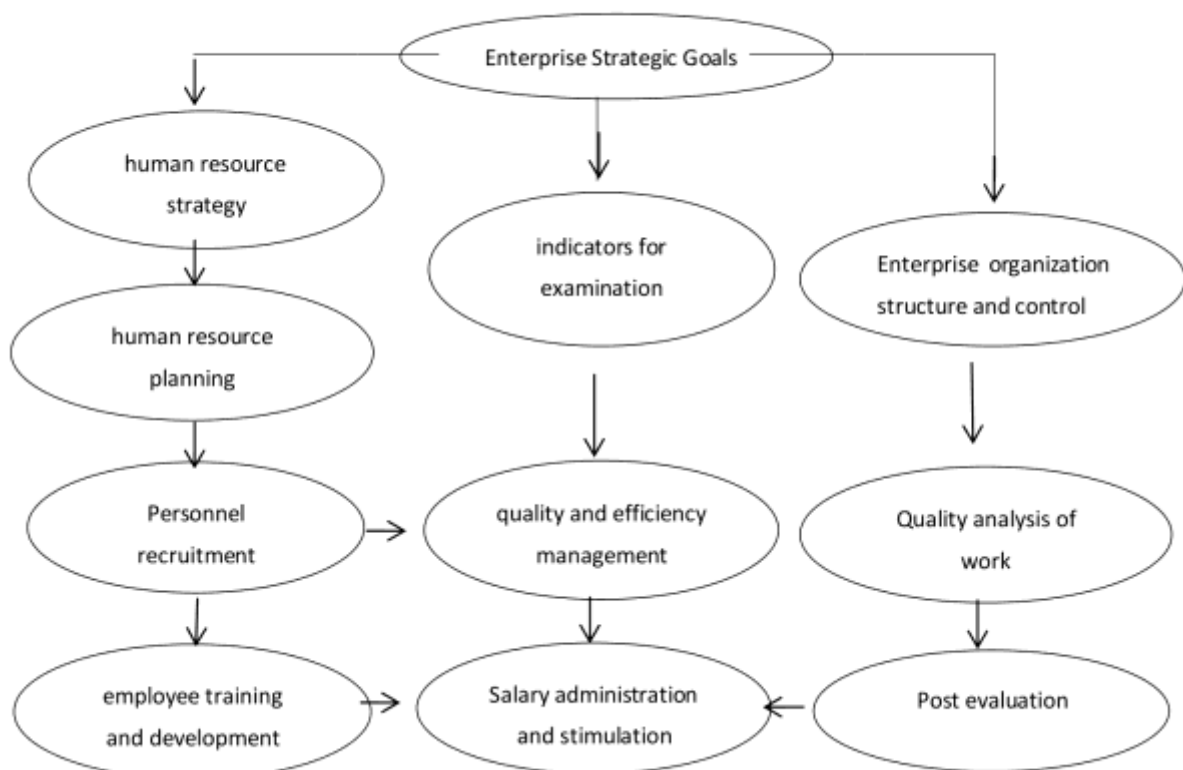 Enterprise Strategic Goals
human resource
strategy
indicators for
examination
Enterprise organization
structure and control
human resource
planning
Personnel
recruitment
quality and efficiency
management
Quality analysis of
work
employee training
and development
Salary administration
and stimulation
Post evaluation